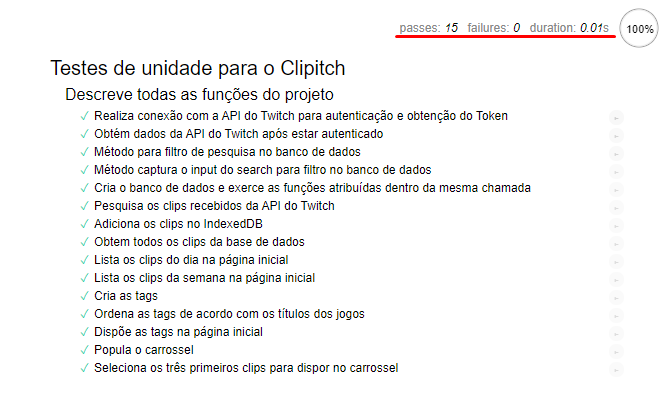 passes: 15 failures: 0 duration: 0.01s 100%
Testes de unidade para o Clipitch
Descreve todas as funções do projeto
✓ Realiza conexão com a API do Twitch para autenticação e obtenção do Token
✓ Obtém dados da API do Twitch após estar autenticado
✓ Método para filtro de pesquisa no banco de dados
✓ Método captura o input do search para filtro no banco de dados
✓ Cria o banco de dados e exerce as funções atribuídas dentro da mesma chamada
✓ Pesquisa os clips recebidos da API do Twitch
✓ Adiciona os clips no IndexedDB
✓ Obtem todos os clips da base de dados
✓ Lista os clips do dia na página inicial
✓ Lista os clips da semana na página inicial
✓ Cria as tags
✓ Ordena as tags de acordo com os títulos dos jogos
✓ Dispõe as tags na página inicial
✓ Popula o carrossel
✓ Seleciona os três primeiros clips para dispor no carrossel